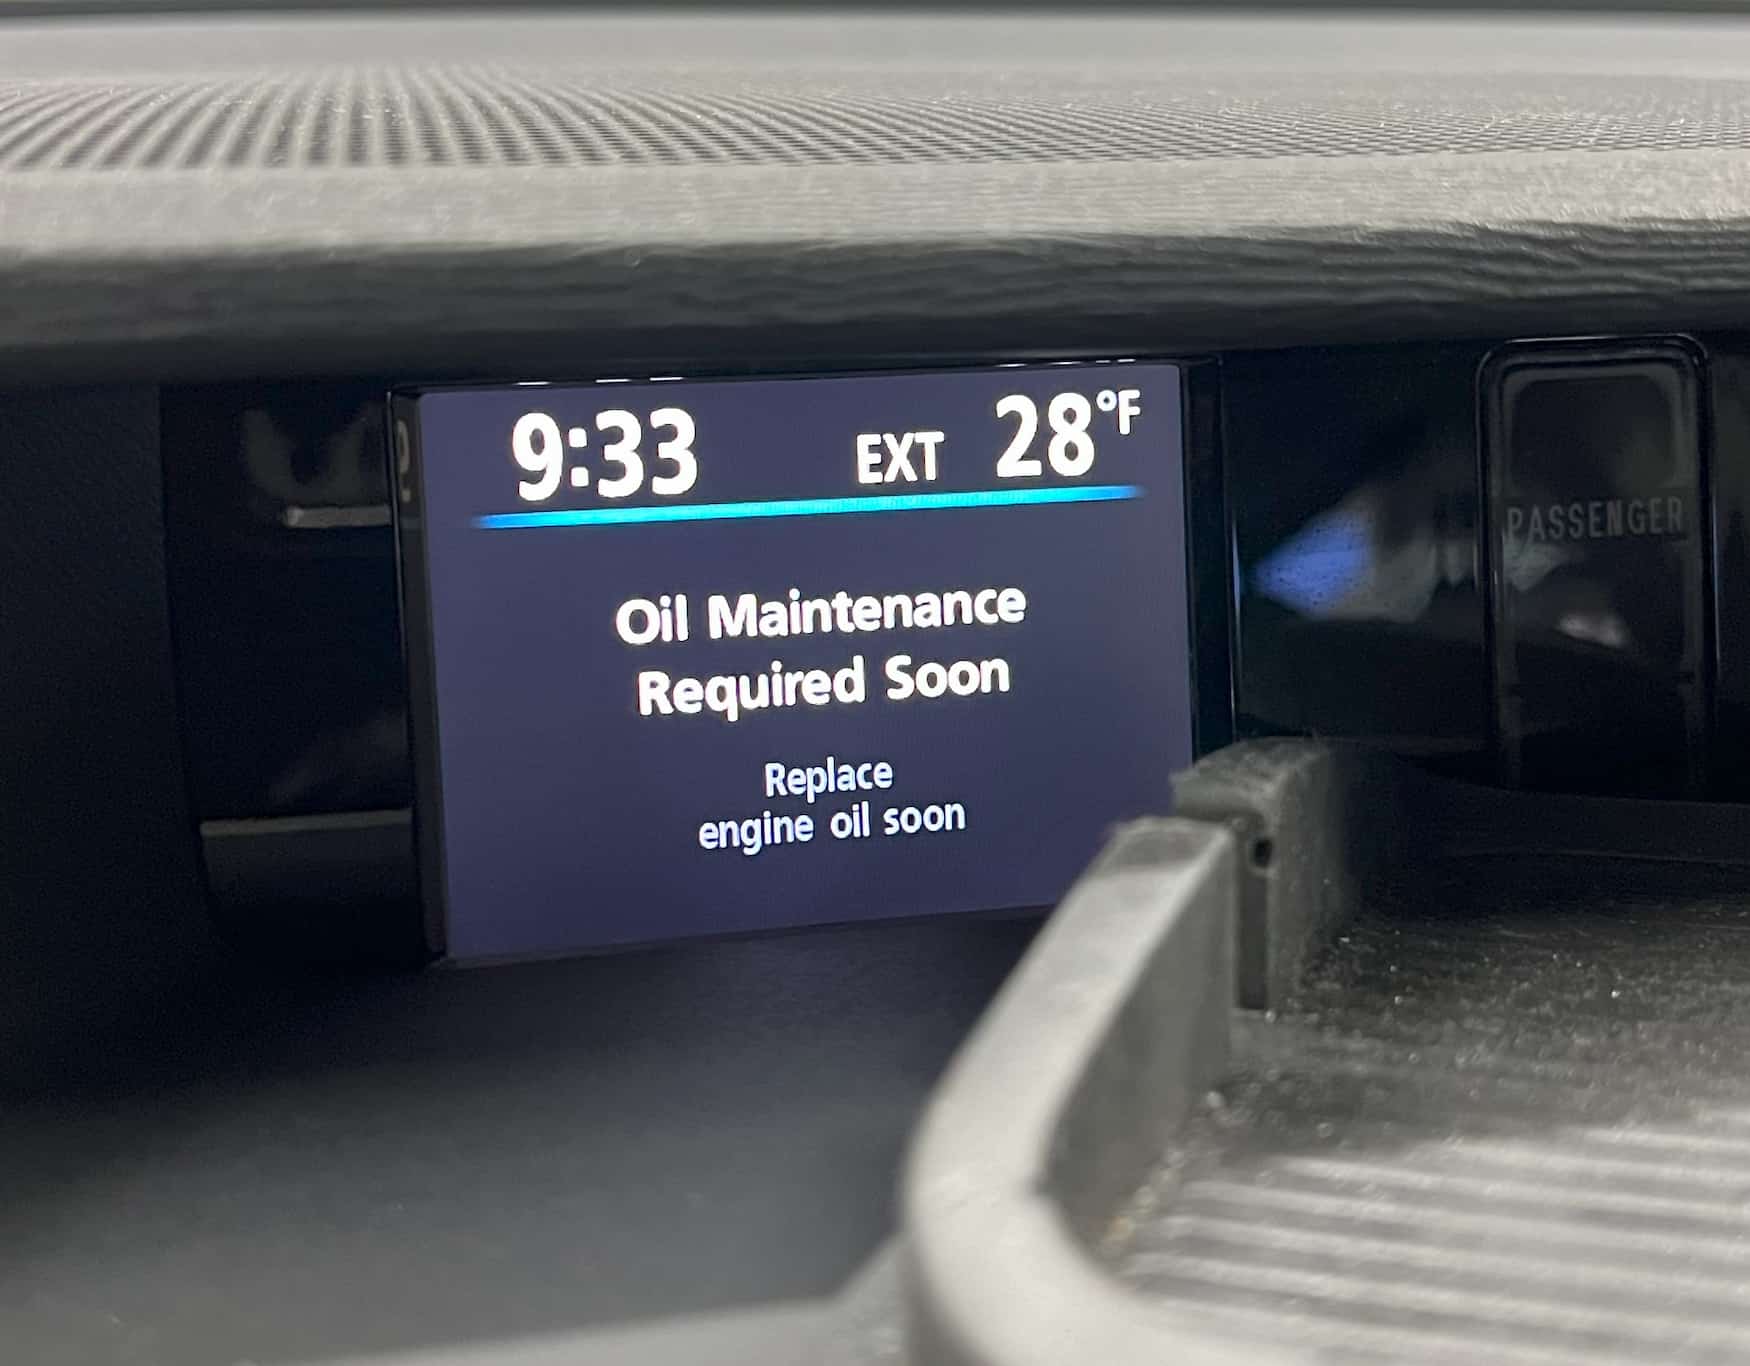 9:33 EXT 28°F
Oil Maintenance
Required Soon
Replace
engine oil soon
PASSENGER